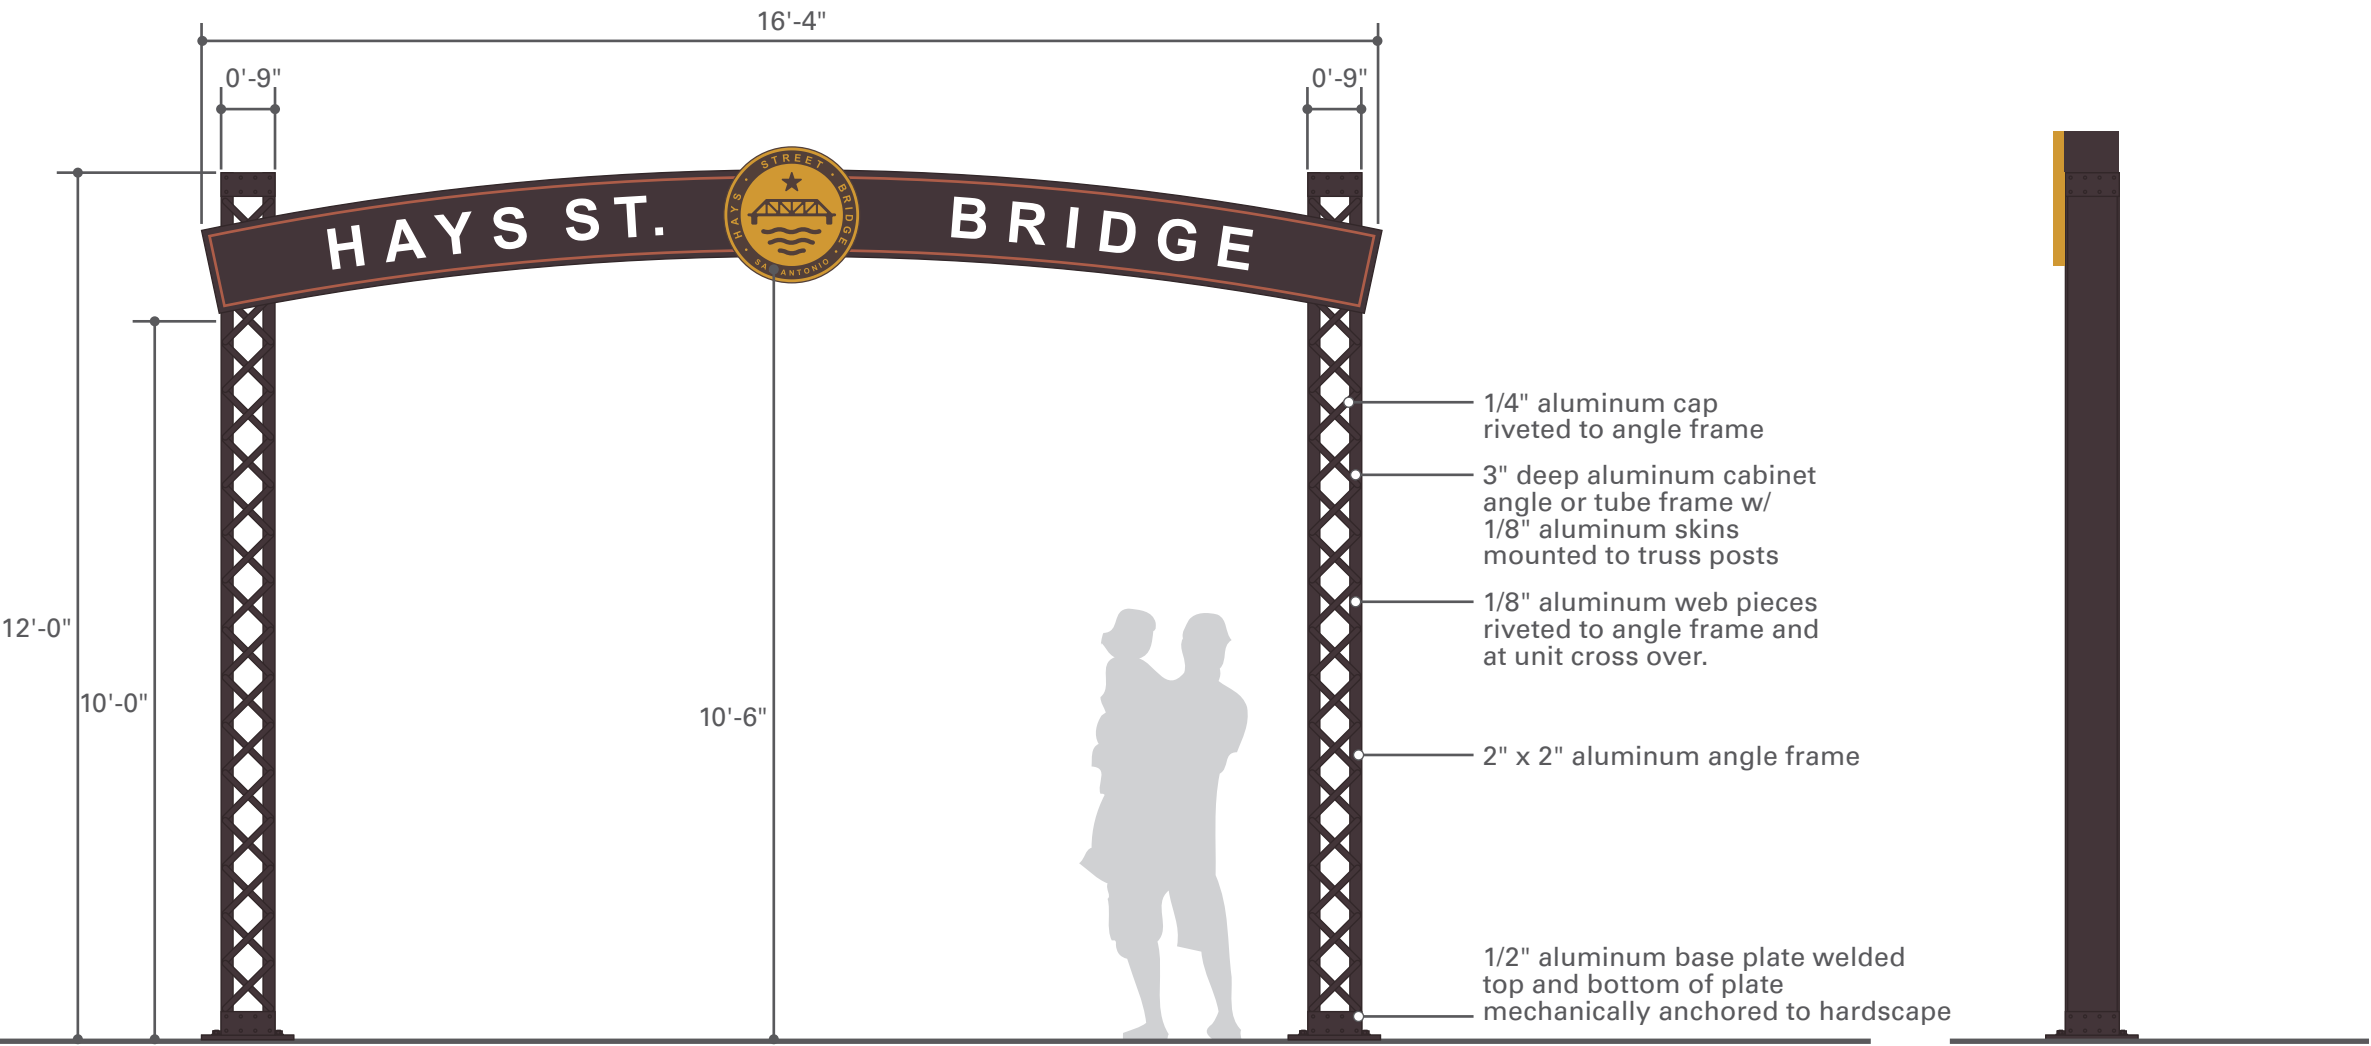 16'-4"
0'-9"
0'-9"
HAYS ST. BRIDGE
HAYS • STREET • BRIDGE • SAN ANTONIO •
1/4" aluminum cap
riveted to angle frame
3" deep aluminum cabinet
angle or tube frame w/
1/8" aluminum skins
mounted to truss posts
1/8" aluminum web pieces
riveted to angle frame and
at unit cross over.
12'-0"
10'-0"
10'-6"
2" x 2" aluminum angle frame
1/2" aluminum base plate welded
top and bottom of plate
mechanically anchored to hardscape